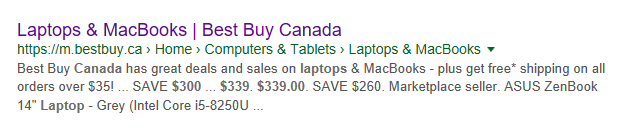 Laptops & MacBooks | Best Buy Canada
https://m.bestbuy.ca › Home › Computers & Tablets › Laptops & MacBooks
Best Buy Canada has great deals and sales on laptops & MacBooks - plus get free* shipping on all
orders over $35! ... SAVE $300 ... $339. $339.00. SAVE $260. Marketplace seller. ASUS ZenBook
14" Laptop - Grey (Intel Core i5-8250U ...